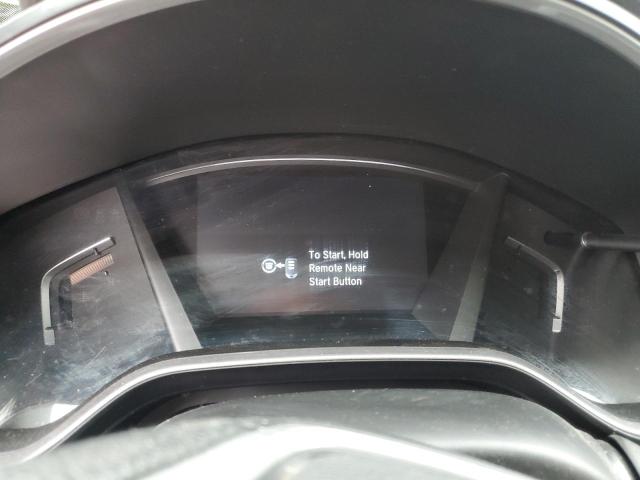 To Start, Hold
Remote Near
Start Button